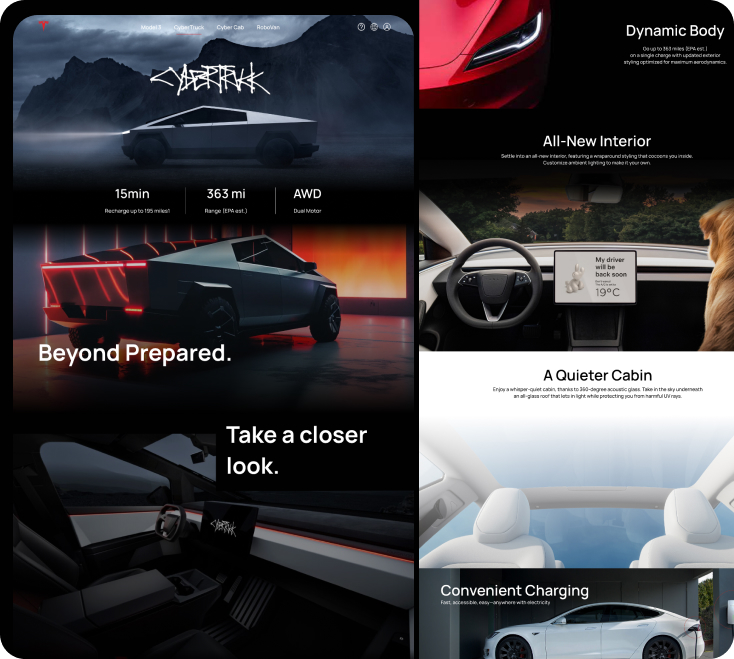 Model 3 CyberTruck Cyber Cab RoboVan
CYBERTRUCK
15min 363 mi AWD
Recharge up to 195 miles† Range (EPA est.) Dual Motor
Beyond Prepared.
Take a closer
look.
CYBERTRUCK
Dynamic Body
Go up to 363 miles (EPA est.)
on a single charge with updated exterior
styling optimized for maximum aerodynamics.
All-New Interior
Settle into an all-new interior, featuring a wraparound styling that cocoons you inside.
Customize ambient lighting to make it your own.
My driver
will be
back soon
19°C
A Quieter Cabin
Enjoy a whisper-quiet cabin, thanks to 360-degree acoustic glass. Take in the sky underneath
an all-glass roof that lets in light while protecting you from harmful UV rays.
Convenient Charging
Fast, accessible, easy—anywhere with electricity